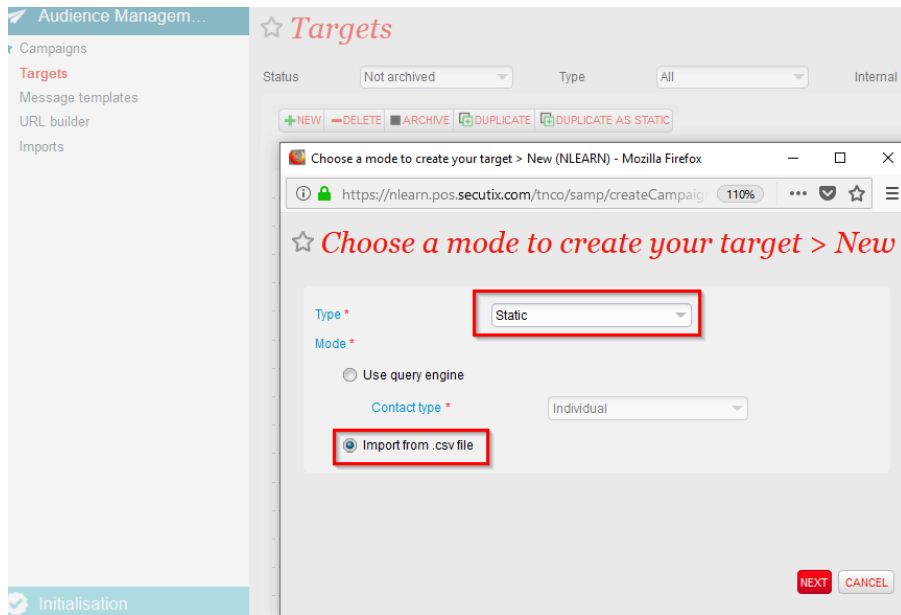 Audience Managem...
Campaigns
Targets
Message templates
URL builder
Imports
Initialisation
Targets
Status Not archived Type All Internal
NEW DELETE ARCHIVE DUPLICATE DUPLICATE AS STATIC
Choose a mode to create your target > New (NLEARN) - Mozilla Firefox
https://nlearn.pos.secutix.com/tnco/samp/createCampaig 110%
Choose a mode to create your target > New
Type * Static
Mode *
Use query engine
Contact type * Individual
Import from .csv file
NEXT CANCEL